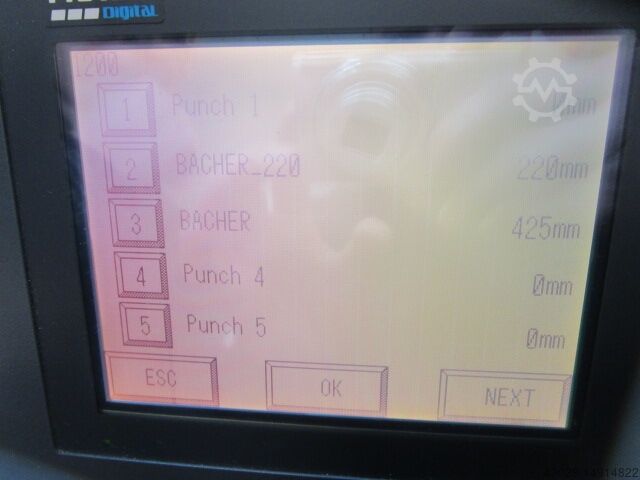 DIGITAL
1200
1 Punch 1 0mm
2 BACHER_220 220mm
3 BACHER 425mm
4 Punch 4 0mm
5 Punch 5 0mm
ESC OK NEXT